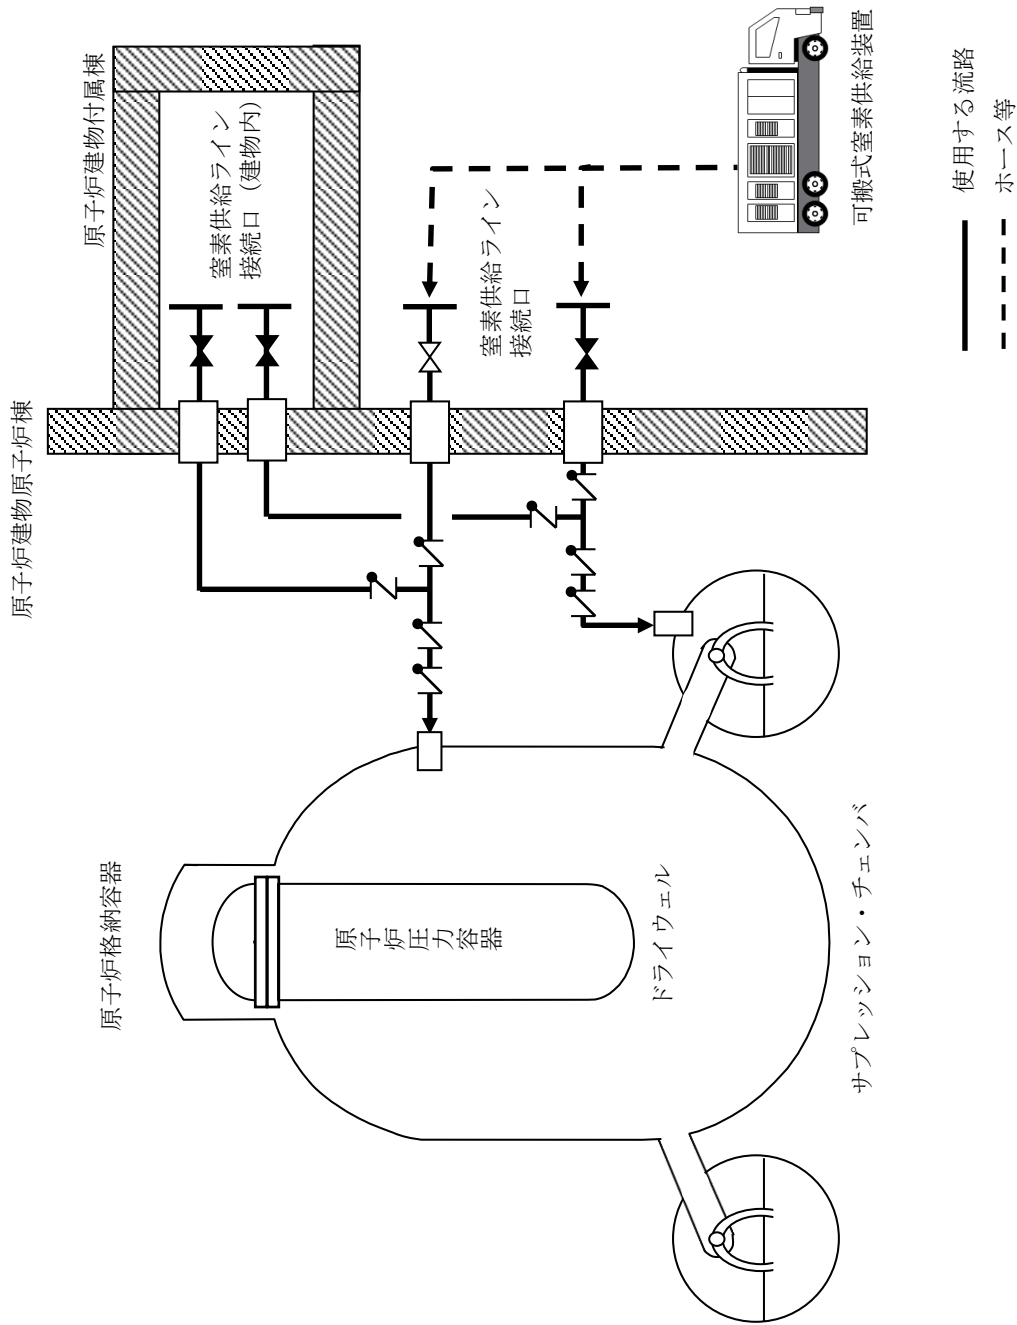 原子炉建物原子炉棟
原子炉建物付属棟
窒素供給ライン
接続口（建物内）
窒素供給ライン
接続口
可搬式窒素供給装置
使用する流路
ホース等
原子炉格納容器
原子炉圧力容器
ドライウェル
サプレッション・チェンバ